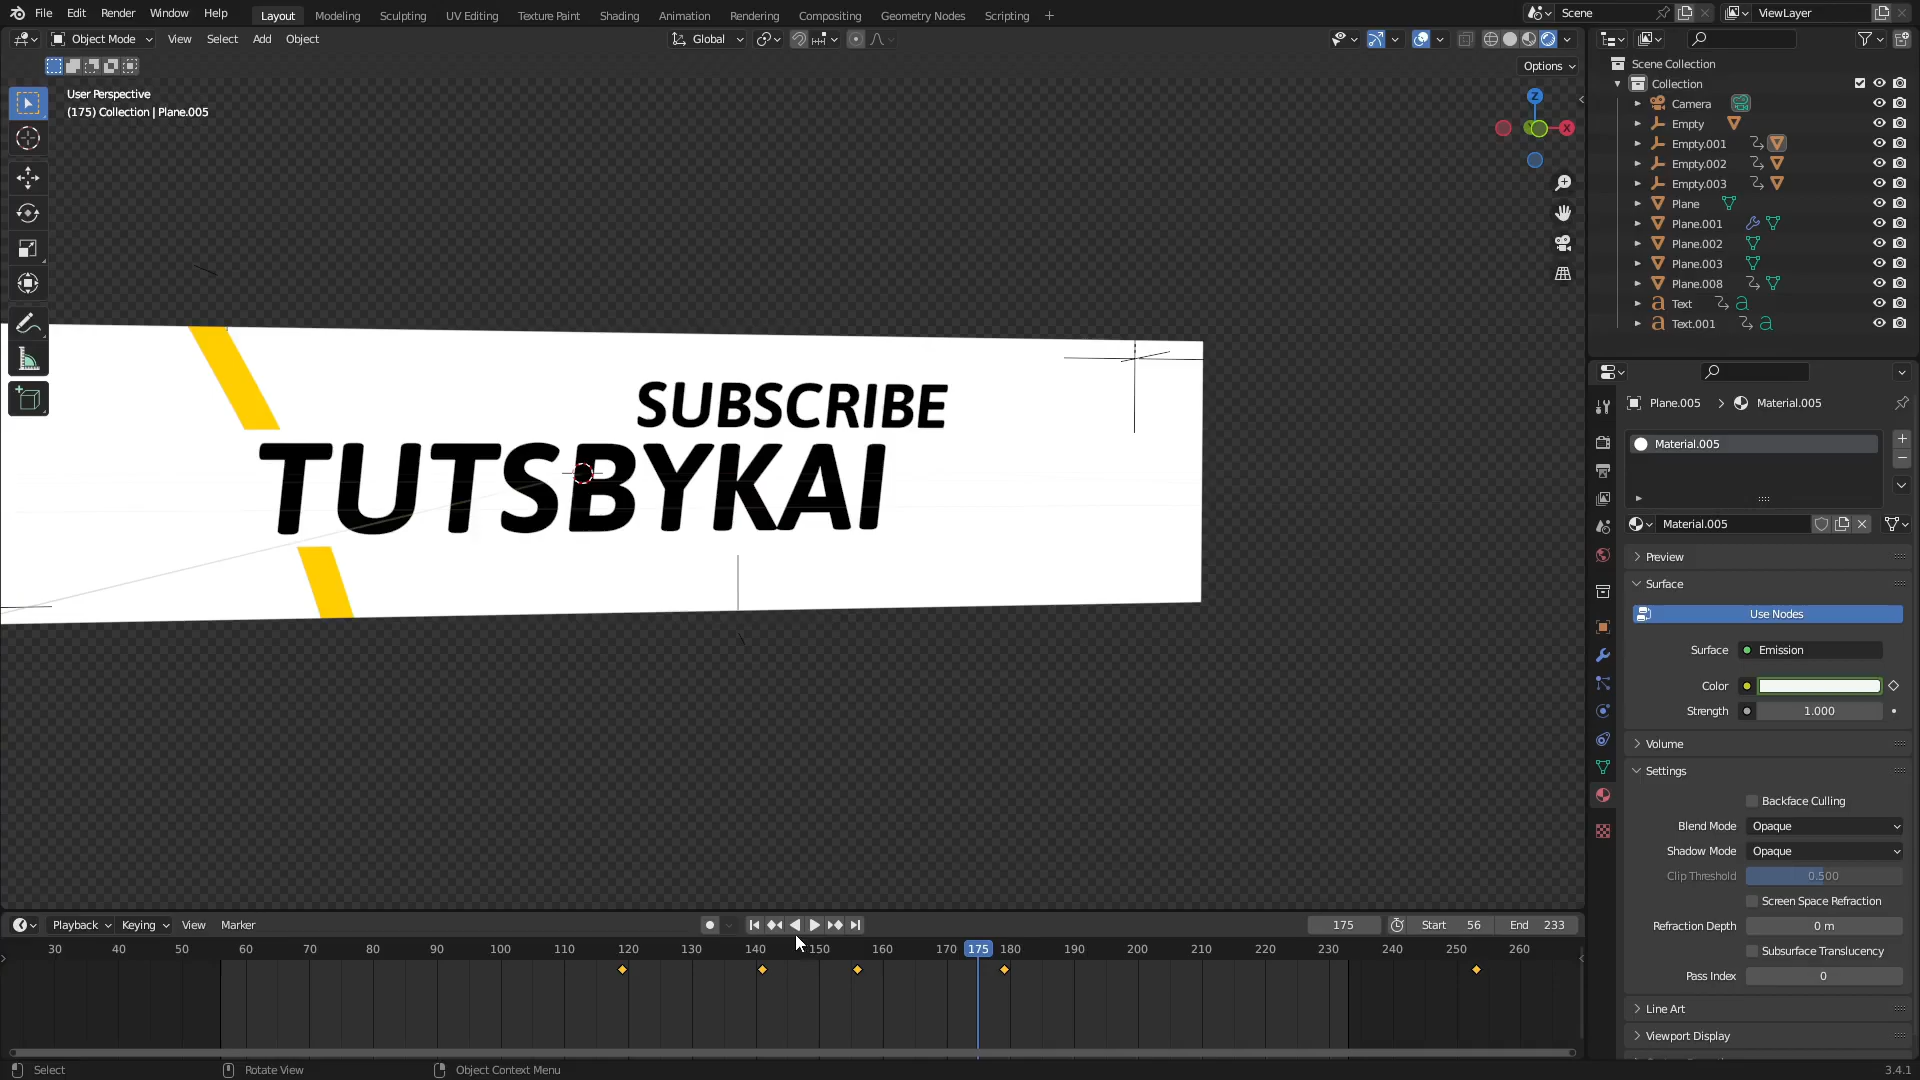 File Edit Render Window Help Layout Modeling Sculpting UV Editing Texture Paint Shading Animation Rendering Compositing Geometry Nodes Scripting + Scene ViewLayer
Object Mode View Select Add Object Global
Options
User Perspective
(175) Collection | Plane.005
Z
X
SUBSCRIBE
TUTSBYKAI
Scene Collection
Collection
Camera
Empty
Empty.001
Empty.002
Empty.003
Plane
Plane.001
Plane.002
Plane.003
Plane.008
Text
Text.001
Plane.005 > Material.005
Material.005
Material.005
Preview
Surface
Use Nodes
Surface Emission
Color
Strength 1.000
Volume
Settings
Backface Culling
Blend Mode Opaque
Shadow Mode Opaque
Clip Threshold 0.500
Screen Space Refraction
Refraction Depth 0 m
Subsurface Translucency
Pass Index 0
Line Art
Viewport Display
Playback Keying View Marker 175 Start 56 End 233
30 40 50 60 70 80 90 100 110 120 130 140 150 160 170 175 180 190 200 210 220 230 240 250 260
Select Rotate View Object Context Menu 3.4.1